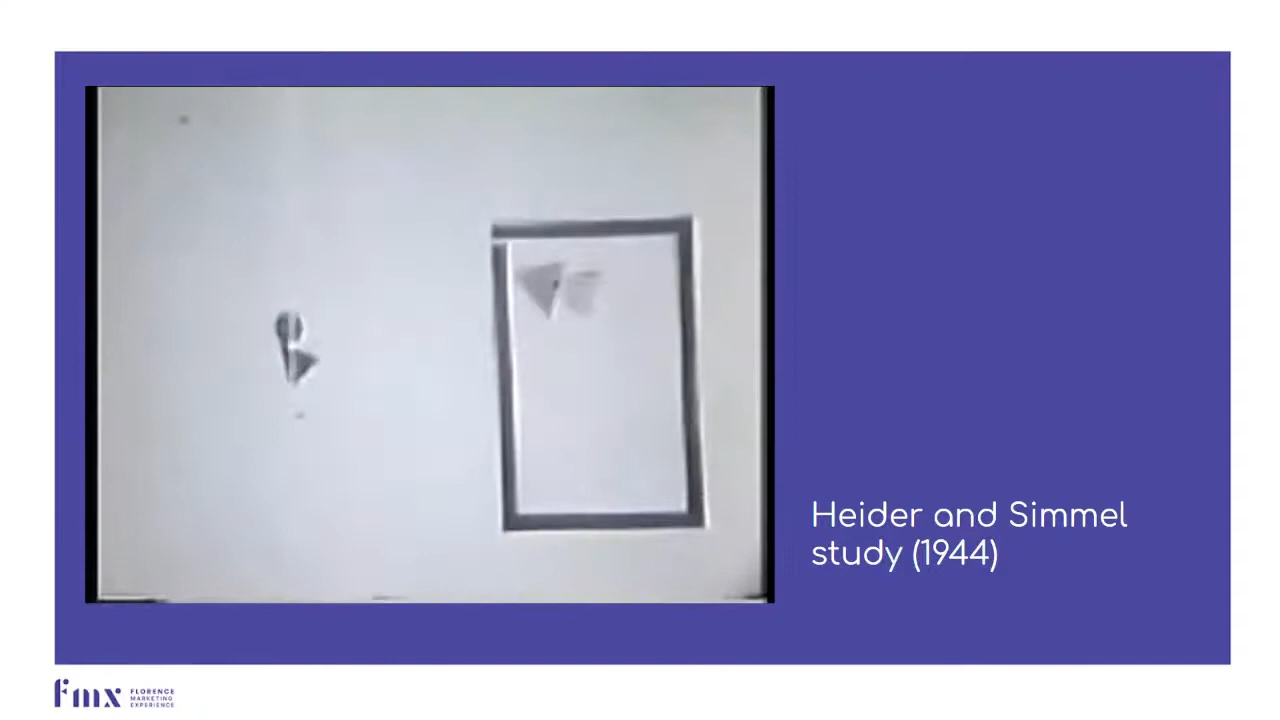 Heider and Simmel
study (1944)
fmx
FLORENCE
MARKETING
EXPERIENCE